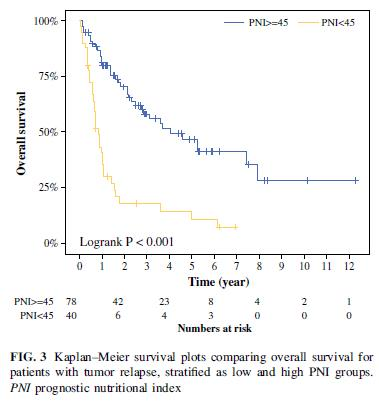 PNI>=45 PNI<45
100%
75%
50%
25%
0%
Overall survival
Logrank P < 0.001
0 1 2 3 4 5 6 7 8 9 10 11 12
Time (year)
PNI>=45 78 42 23 8 4 2 1
PNI<45 40 6 4 3 0 0 0
Numbers at risk
FIG. 3 Kaplan–Meier survival plots comparing overall survival for
patients with tumor relapse, stratified as low and high PNI groups.
PNI prognostic nutritional index